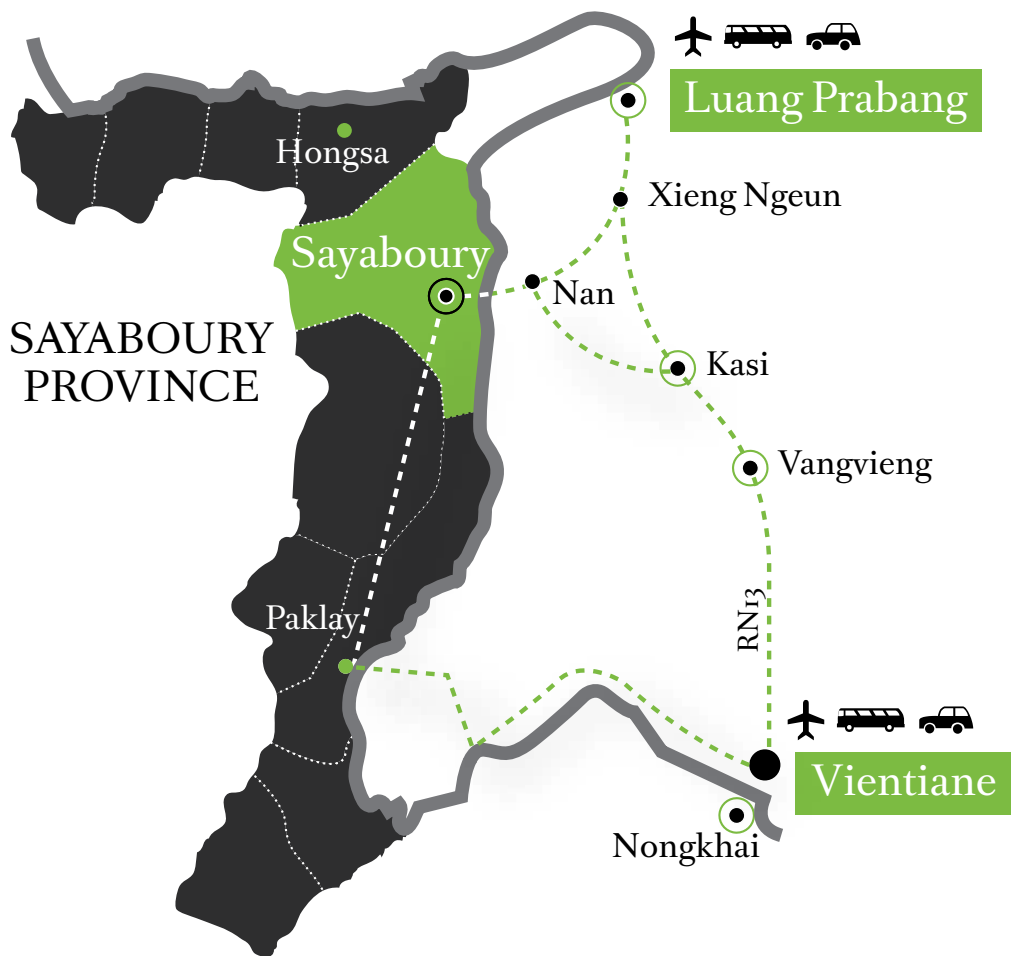 Luang Prabang
Hongsa
Xieng Ngeun
Sayaboury
Nan
SAYABOURY
PROVINCE
Kasi
Vangvieng
RN13
Paklay
Vientiane
Nongkhai